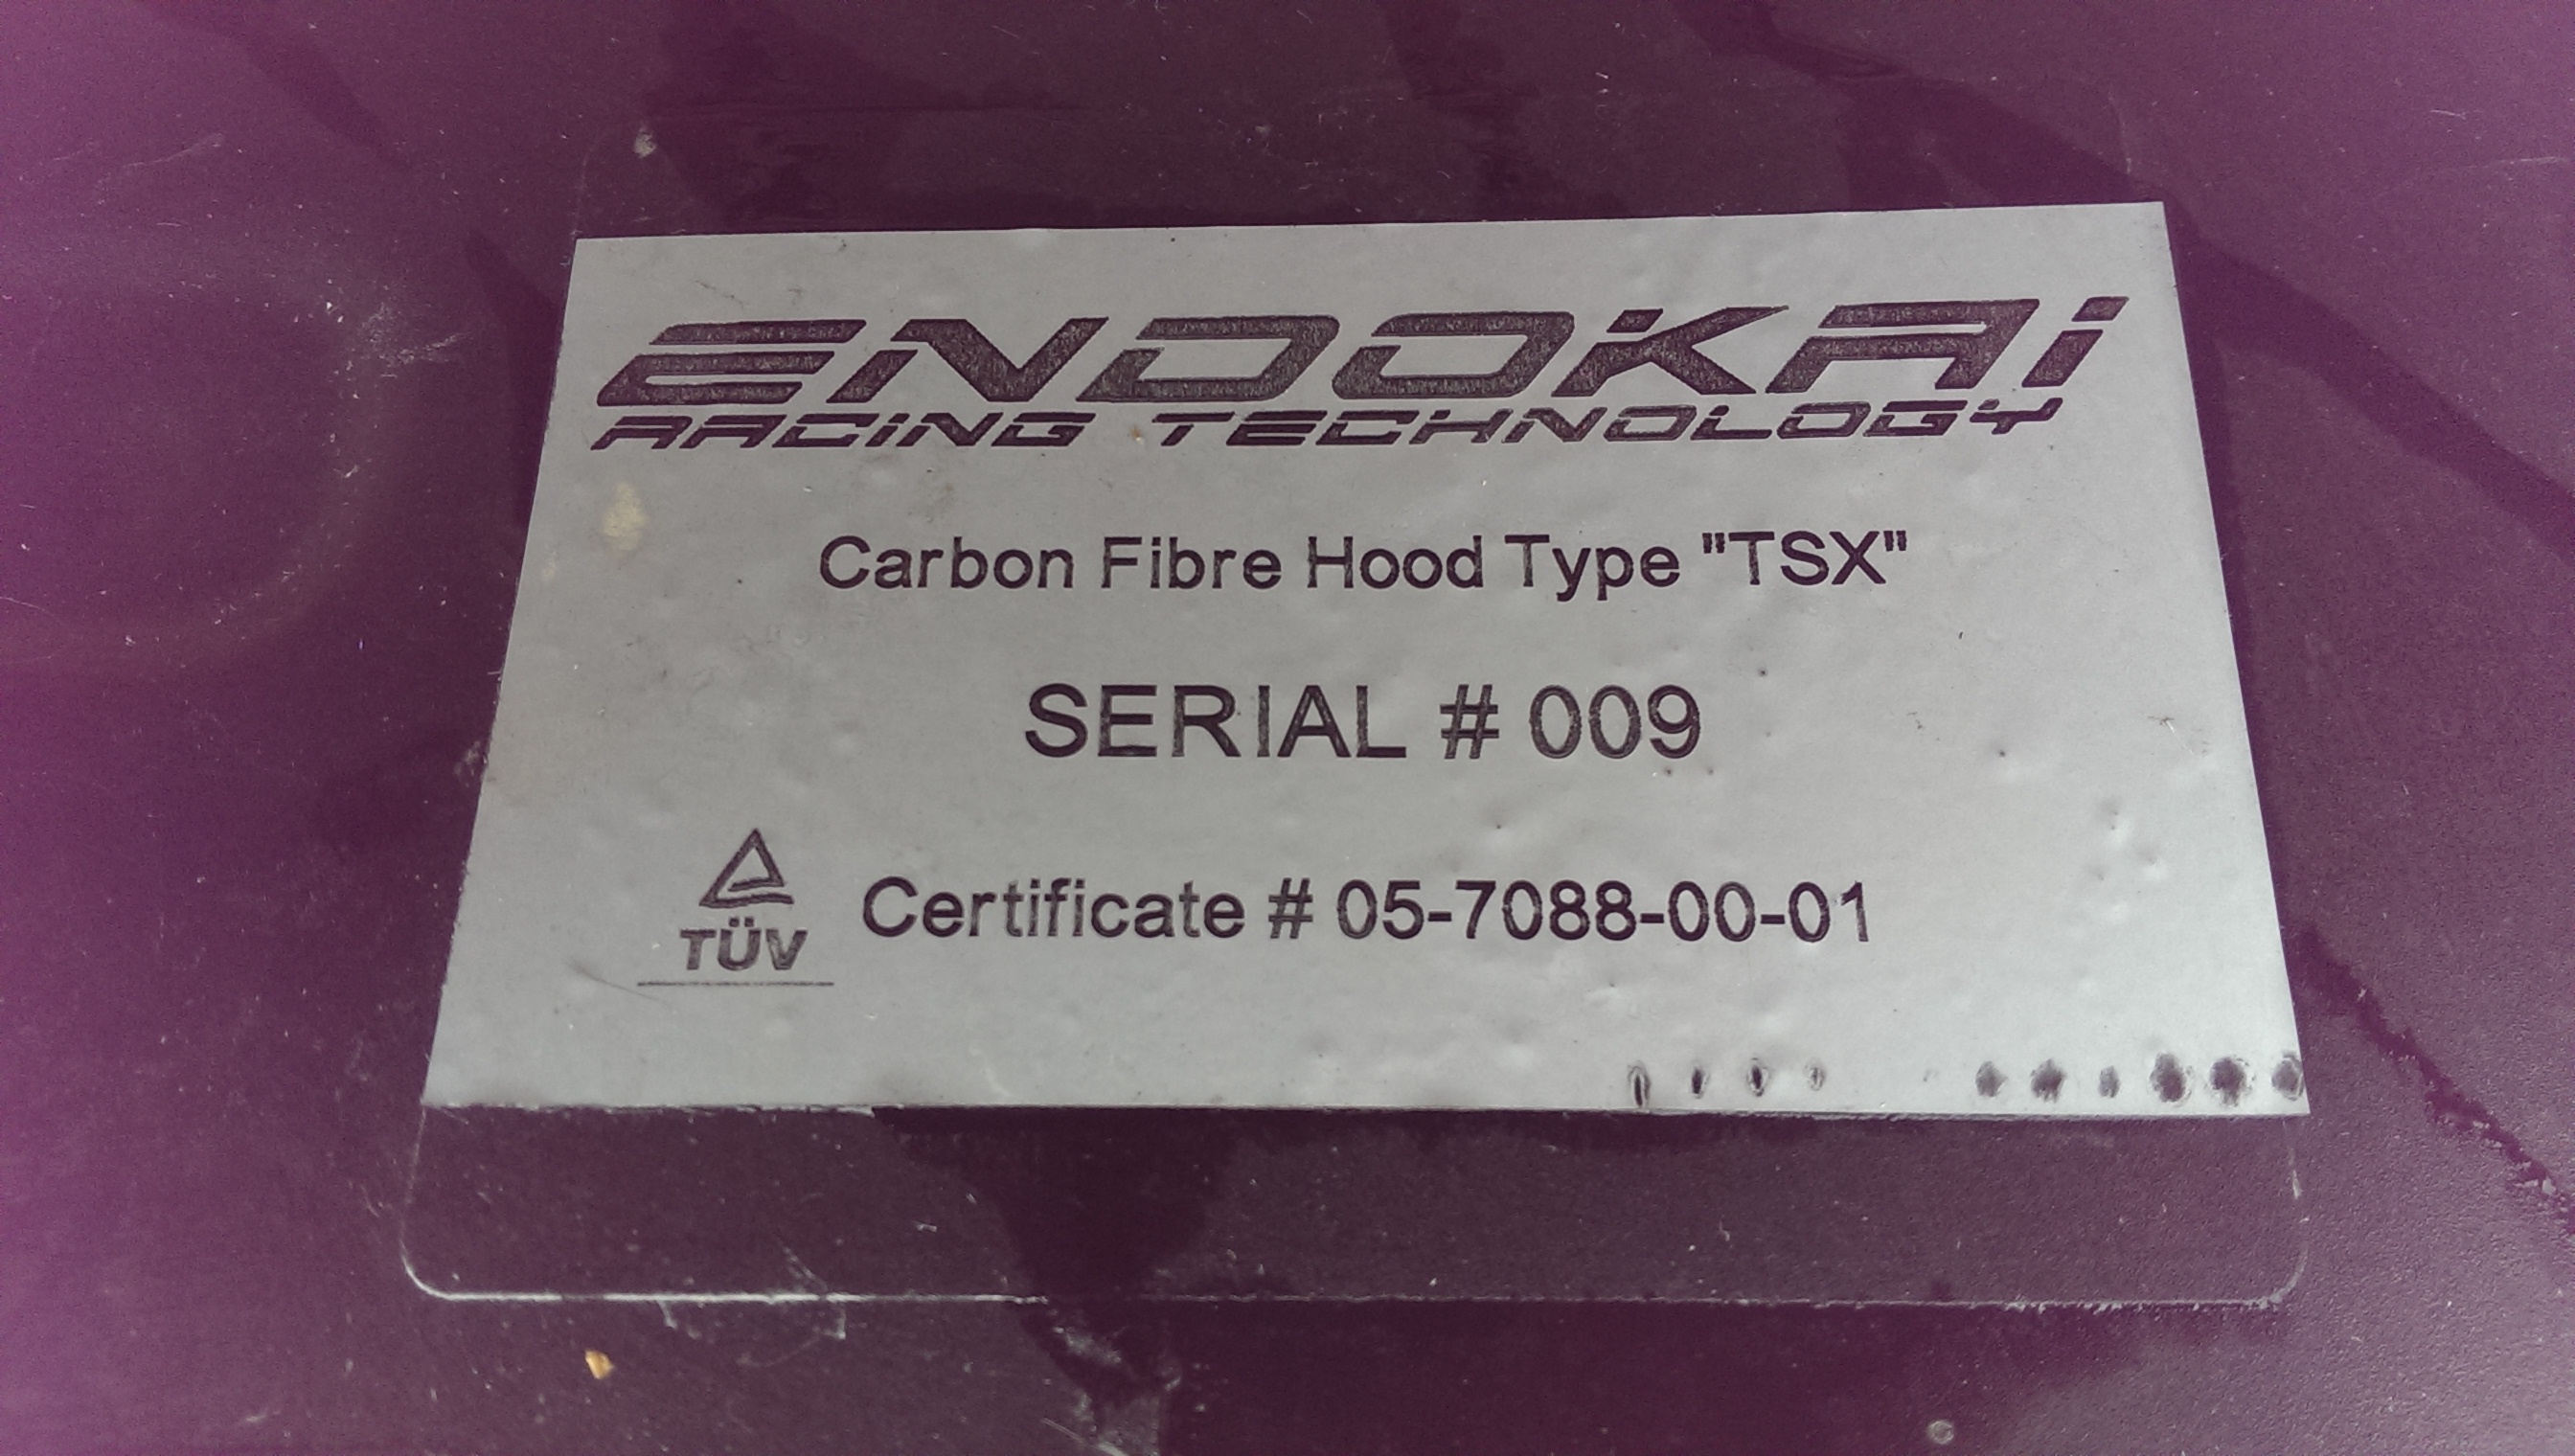 ENDOKAi
RACiNG TECHNOLOGY
Carbon Fibre Hood Type "TSX"
SERIAL # 009
TÜV
Certificate # 05-7088-00-01